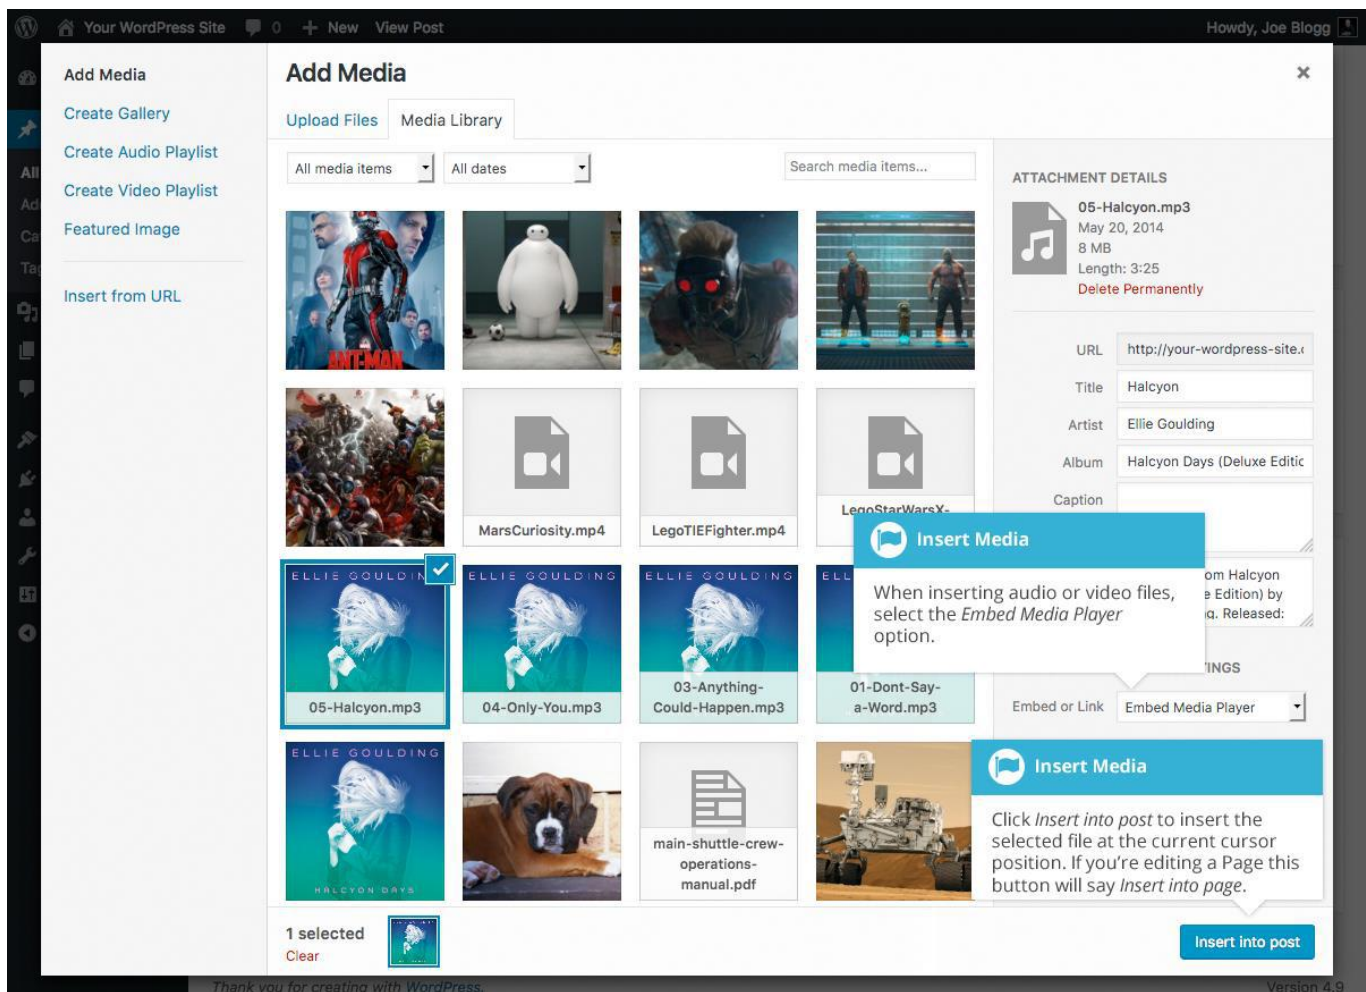 Your WordPress Site
0
New
View Post
Howdy, Joe Blogg
Add Media
Create Gallery
Create Audio Playlist
Create Video Playlist
Featured Image
Insert from URL
All
Ca
Add Media
×
Upload Files
Media Library
All media items
All dates
Search media items...
ANT-MAN
MarsCuriosity.mp4
LegoTIEFighter.mp4
LegoStarWarsX-
ELLIE GOULDIN
05-Halcyon.mp3
ELLIE GOULDING
04-Only-You.mp3
ELLIE GOULDING
03-Anything-
Could-Happen.mp3
ELL
01-Dont-Say-
a-Word.mp3
ELLIE GOULDING
HALCYON DAYS
main-shuttle-crew-
operations-
manual.pdf
ATTACHMENT DETAILS
05-Halcyon.mp3
May 20, 2014
8 MB
Length: 3:25
Delete Permanently
URL
http://your-wordpress-site.
Title
Halcyon
Artist
Ellie Goulding
Album
Halcyon Days (Deluxe Editic
Caption
om Halcyon
e Edition) by
g. Released:
Insert Media
When inserting audio or video files,
select the Embed Media Player
option.
INGS
Embed or Link
Embed Media Player
Insert Media
Click Insert into post to insert the
selected file at the current cursor
position. If you're editing a Page this
button will say Insert into page.
1 selected
Clear
Insert into post
Thank you for creating with WordPress.
Version 4.9